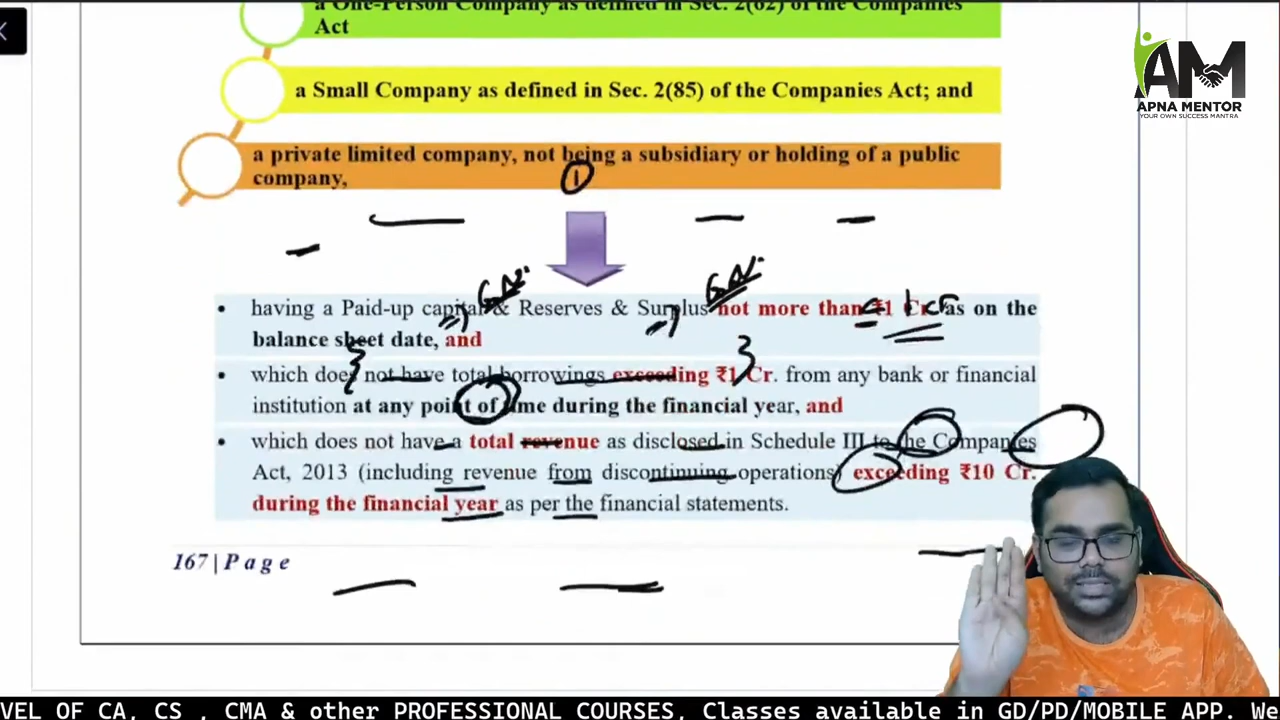 a One-Person Company as defined in Sec. 2(62) of the Companies
Act
AM
APNA MENTOR
YOUR OWN SUCCESS MANTRA
a Small Company as defined in Sec. 2(85) of the Companies Act; and
a private limited company, not being a subsidiary or holding of a public
company,
1
• having a Paid-up capital & Reserves & Surplus not more than ₹1 Cr. as on the
balance sheet date, and
• which does not have total borrowings exceeding ₹1 Cr. from any bank or financial
institution at any point of time during the financial year, and
• which does not have a total revenue as disclosed in Schedule III to the Companies
Act, 2013 (including revenue from discontinuing operations) exceeding ₹10 Cr.
during the financial year as per the financial statements.
167 | P a g e
VEL OF CA, CS , CMA & other PROFESSIONAL COURSES, Classes available in GD/PD/MOBILE APP. We